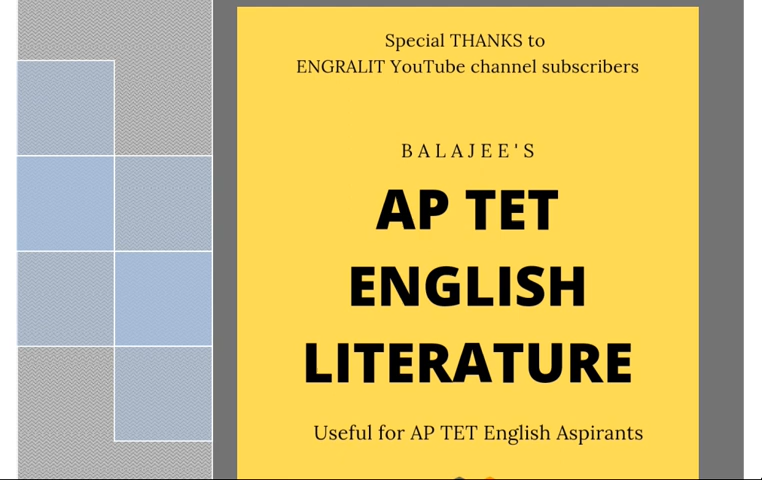 Special THANKS to
ENGRALIT YouTube channel subscribers
BALAJEE'S
AP TET
ENGLISH
LITERATURE
Useful for AP TET English Aspirants